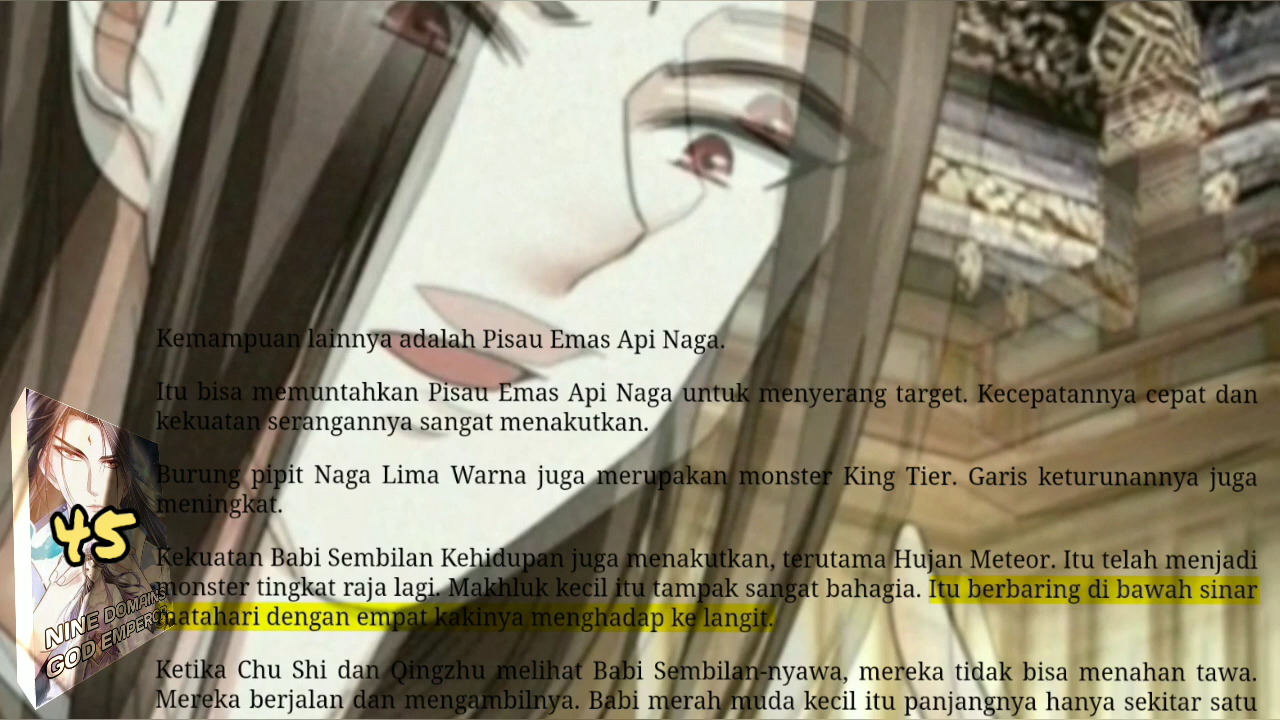 Kemampuan lainnya adalah Pisau Emas Api Naga.
Itu bisa memuntahkan Pisau Emas Api Naga untuk menyerang target. Kecepatannya cepat dan
kekuatan serangannya sangat menakutkan.
Burung pipit Naga Lima Warna juga merupakan monster King Tier. Garis keturunannya juga
meningkat.
Kekuatan Babi Sembilan Kehidupan juga menakutkan, terutama Hujan Meteor. Itu telah menjadi
monster tingkat raja lagi. Makhluk kecil itu tampak sangat bahagia. Itu berbaring di bawah sinar
matahari dengan empat kakinya menghadap ke langit.
Ketika Chu Shi dan Qingzhu melihat Babi Sembilan-nyawa, mereka tidak bisa menahan tawa.
Mereka berjalan dan mengambilnya. Babi merah muda kecil itu panjangnya hanya sekitar satu
45
NINE DOMAINS
GOD EMPEROR